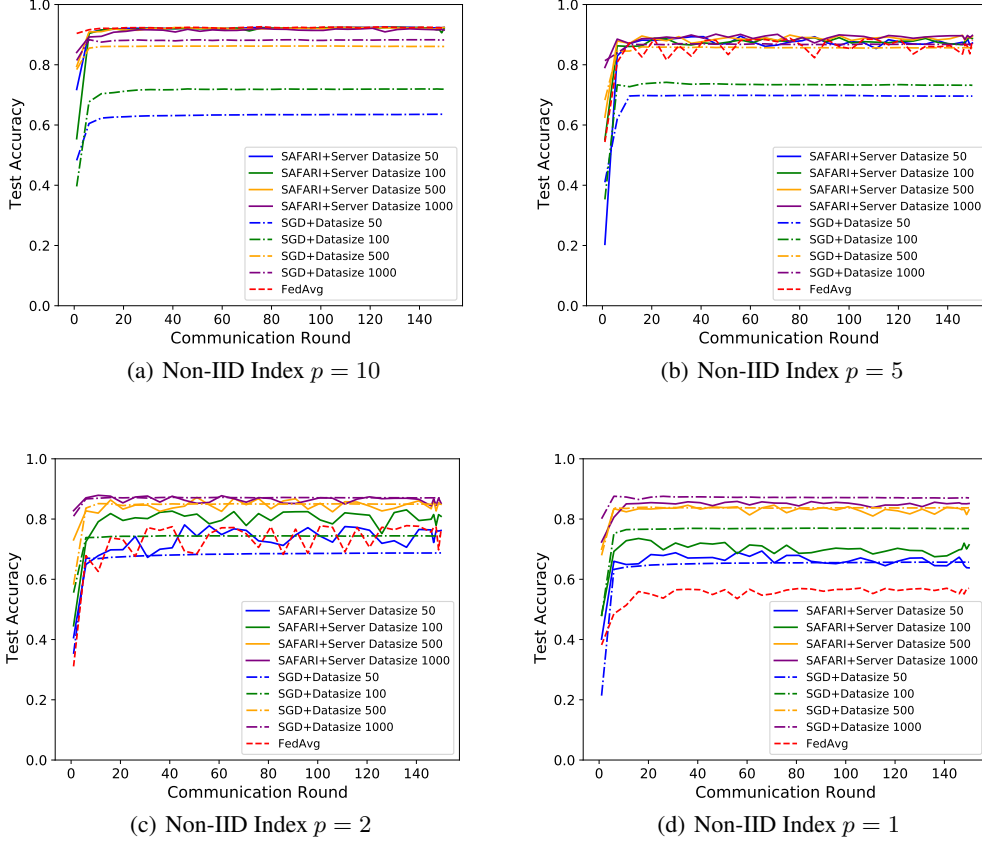 1.0
0.8
0.6
0.4
0.2
0.0
Test Accuracy
SAFARI+Server Datasize 50
SAFARI+Server Datasize 100
SAFARI+Server Datasize 500
SAFARI+Server Datasize 1000
SGD+Datasize 50
SGD+Datasize 100
SGD+Datasize 500
SGD+Datasize 1000
FedAvg
0 20 40 60 80 100 120 140
Communication Round
(a) Non-IID Index p = 10
1.0
0.8
0.6
0.4
0.2
0.0
Test Accuracy
SAFARI+Server Datasize 50
SAFARI+Server Datasize 100
SAFARI+Server Datasize 500
SAFARI+Server Datasize 1000
SGD+Datasize 50
SGD+Datasize 100
SGD+Datasize 500
SGD+Datasize 1000
FedAvg
0 20 40 60 80 100 120 140
Communication Round
(b) Non-IID Index p = 5
1.0
0.8
0.6
0.4
0.2
0.0
Test Accuracy
SAFARI+Server Datasize 50
SAFARI+Server Datasize 100
SAFARI+Server Datasize 500
SAFARI+Server Datasize 1000
SGD+Datasize 50
SGD+Datasize 100
SGD+Datasize 500
SGD+Datasize 1000
FedAvg
0 20 40 60 80 100 120 140
Communication Round
(c) Non-IID Index p = 2
1.0
0.8
0.6
0.4
0.2
0.0
Test Accuracy
SAFARI+Server Datasize 50
SAFARI+Server Datasize 100
SAFARI+Server Datasize 500
SAFARI+Server Datasize 1000
SGD+Datasize 50
SGD+Datasize 100
SGD+Datasize 500
SGD+Datasize 1000
FedAvg
0 20 40 60 80 100 120 140
Communication Round
(d) Non-IID Index p = 1